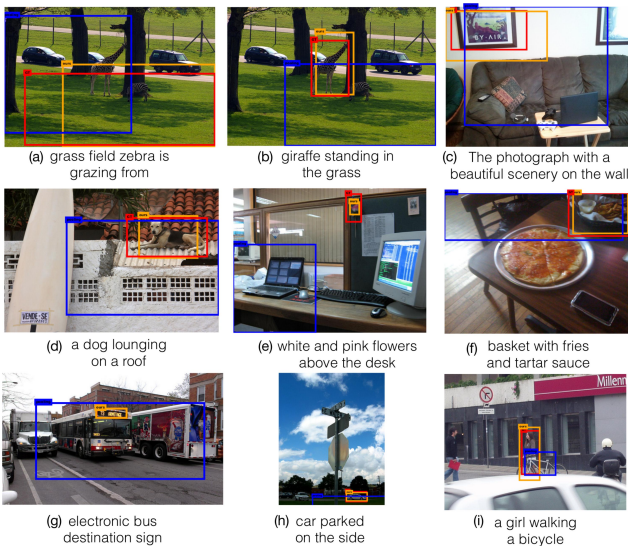 (a) grass field zebra is
grazing from
(b) giraffe standing in
the grass
BY·AIR
(c) The photograph with a
beautiful scenery on the wall
VENDE-SE
(d) a dog lounging
on a roof
(e) white and pink flowers
above the desk
(f) basket with fries
and tartar sauce
(g) electronic bus
destination sign
(h) car parked
on the side
Millenn
(i) a girl walking
a bicycle